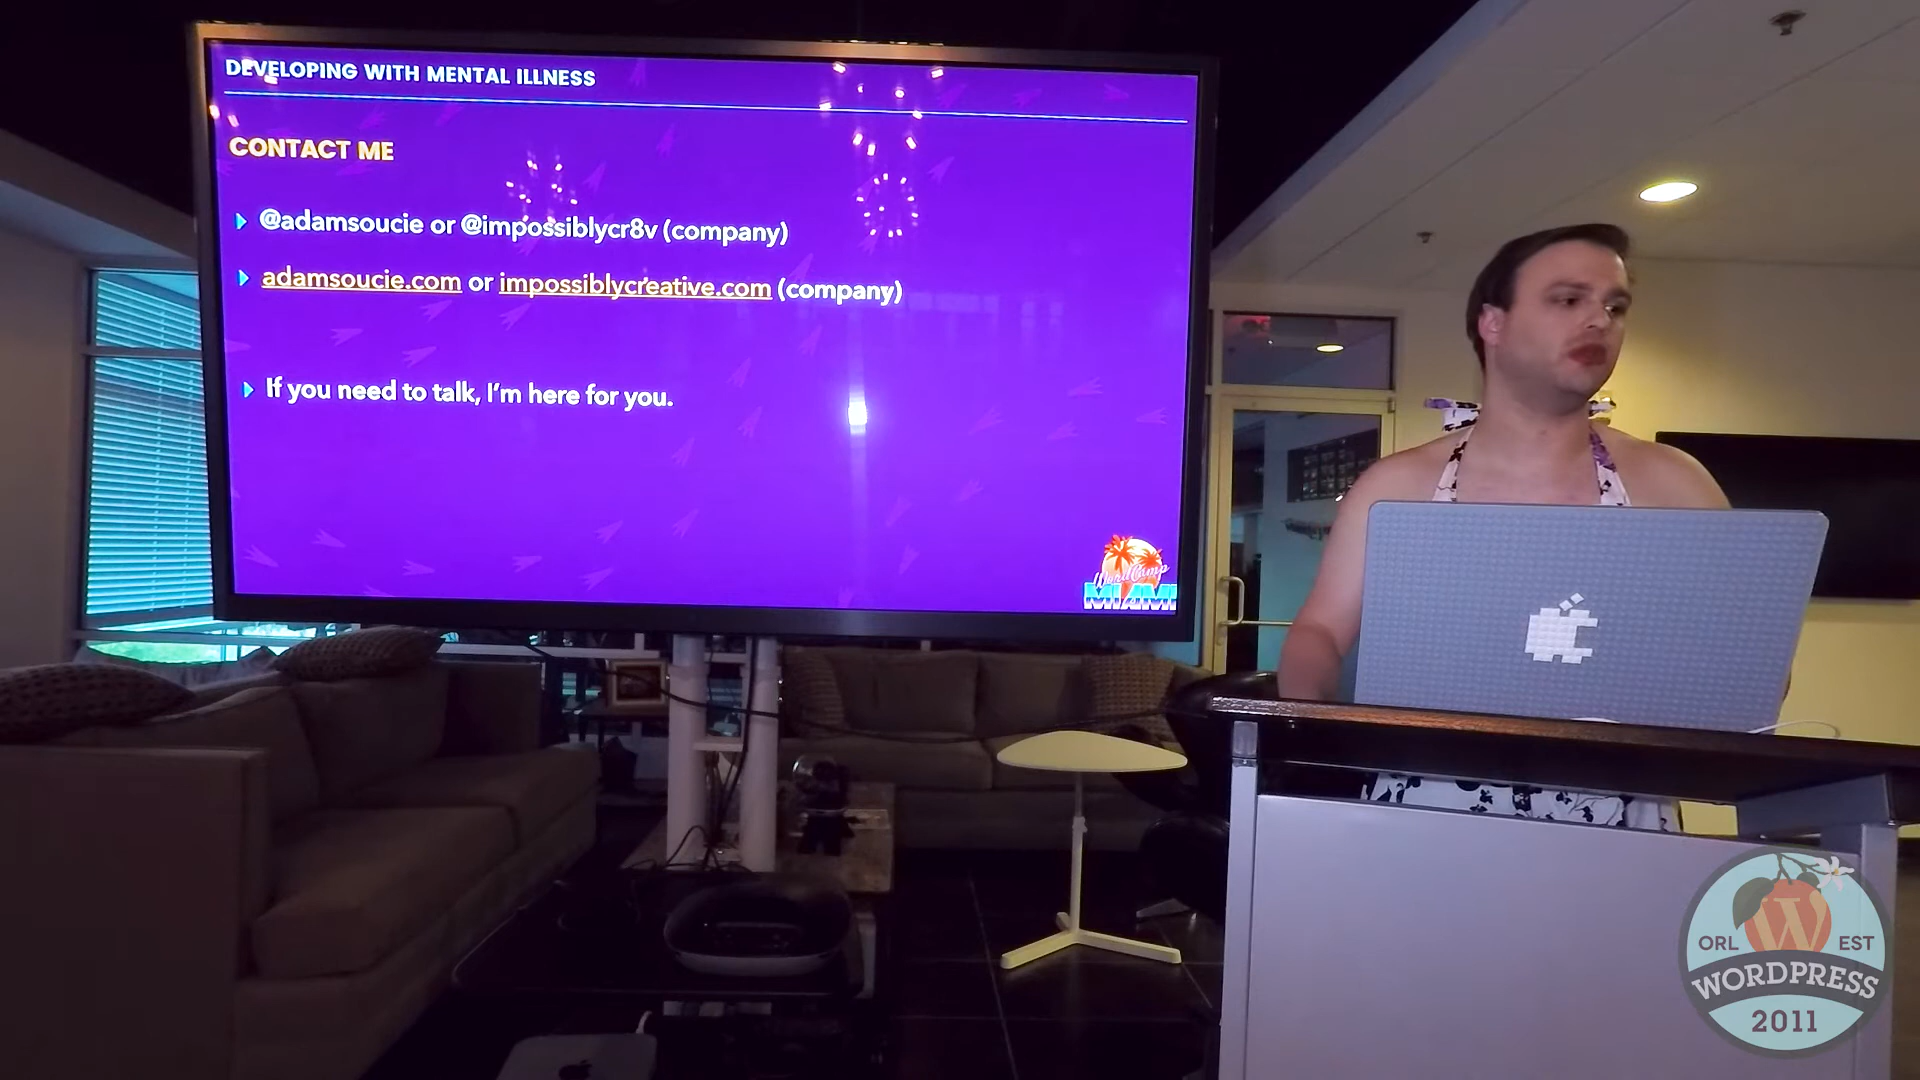 DEVELOPING WITH MENTAL ILLNESS
CONTACT ME
@adamsoucie or @impossiblycr8v (company)
adamsoucie.com or impossiblycreative.com (company)
If you need to talk, I'm here for you.
WordCamp
MIAMI
ORL W EST
WORDPRESS
2011